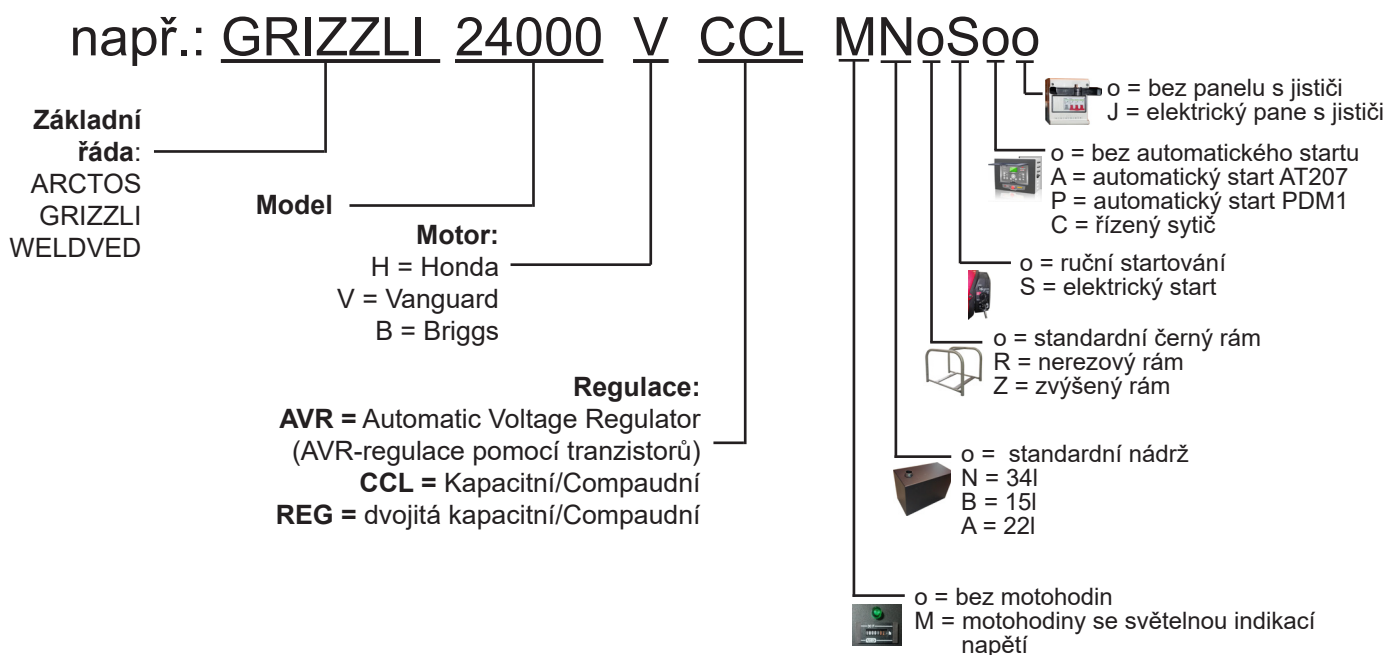 např.: GRIZZLI 24000 V CCL MNoSoo
o = bez panelu s jističi
J = elektrický pane s jističi
Základní
řáda:
ARCTOS
GRIZZLI
WELDVED
o = bez automatického startu
A = automatický start AT207
P = automatický start PDM1
C = řízený sytič
Model
Motor:
H = Honda
V = Vanguard
B = Briggs
o = ruční startování
S = elektrický start
o = standardní černý rám
R = nerezový rám
Z = zvýšený rám
Regulace:
AVR = Automatic Voltage Regulator
(AVR-regulace pomocí tranzistorů)
CCL = Kapacitní/Compaudní
REG = dvojitá kapacitní/Compaudní
o = standardní nádrž
N = 34l
B = 15l
A = 22l
o = bez motohodin
M = motohodiny se světelnou indikací
napětí